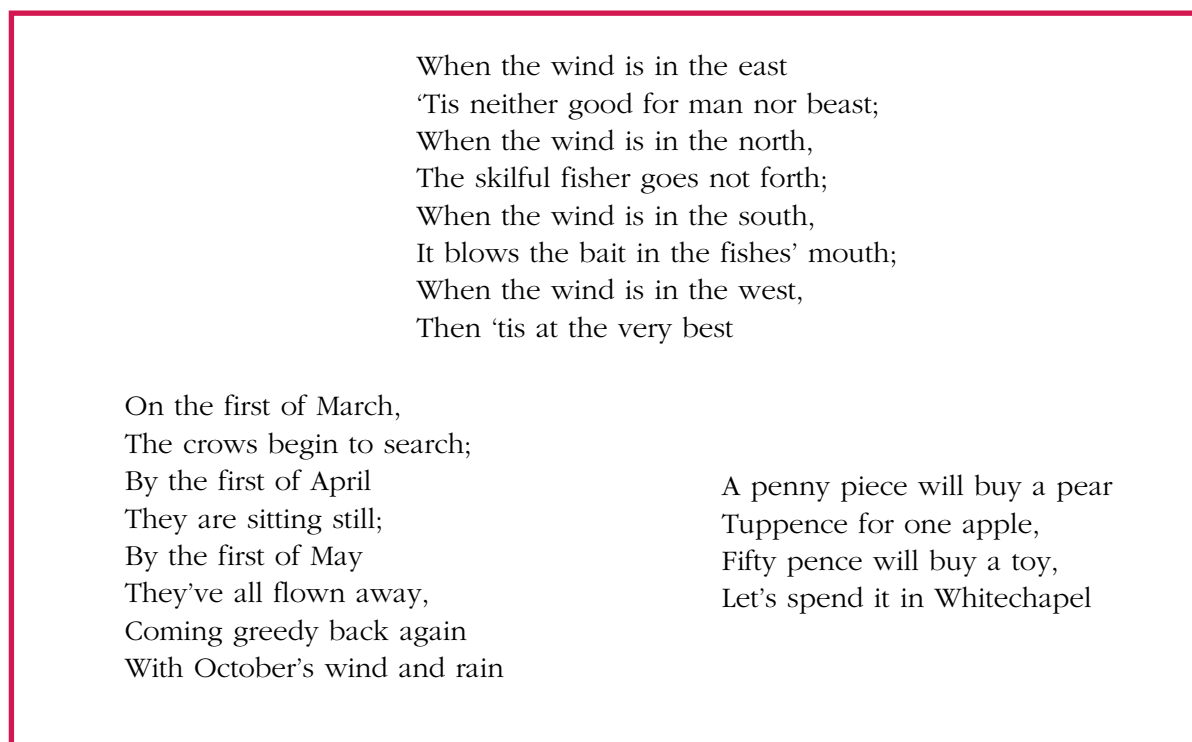 When the wind is in the east
‘Tis neither good for man nor beast;
When the wind is in the north,
The skilful fisher goes not forth;
When the wind is in the south,
It blows the bait in the fishes’ mouth;
When the wind is in the west,
Then ‘tis at the very best
On the first of March,
The crows begin to search;
By the first of April
They are sitting still;
By the first of May
They’ve all flown away,
Coming greedy back again
With October’s wind and rain
A penny piece will buy a pear
Tuppence for one apple,
Fifty pence will buy a toy,
Let’s spend it in Whitechapel